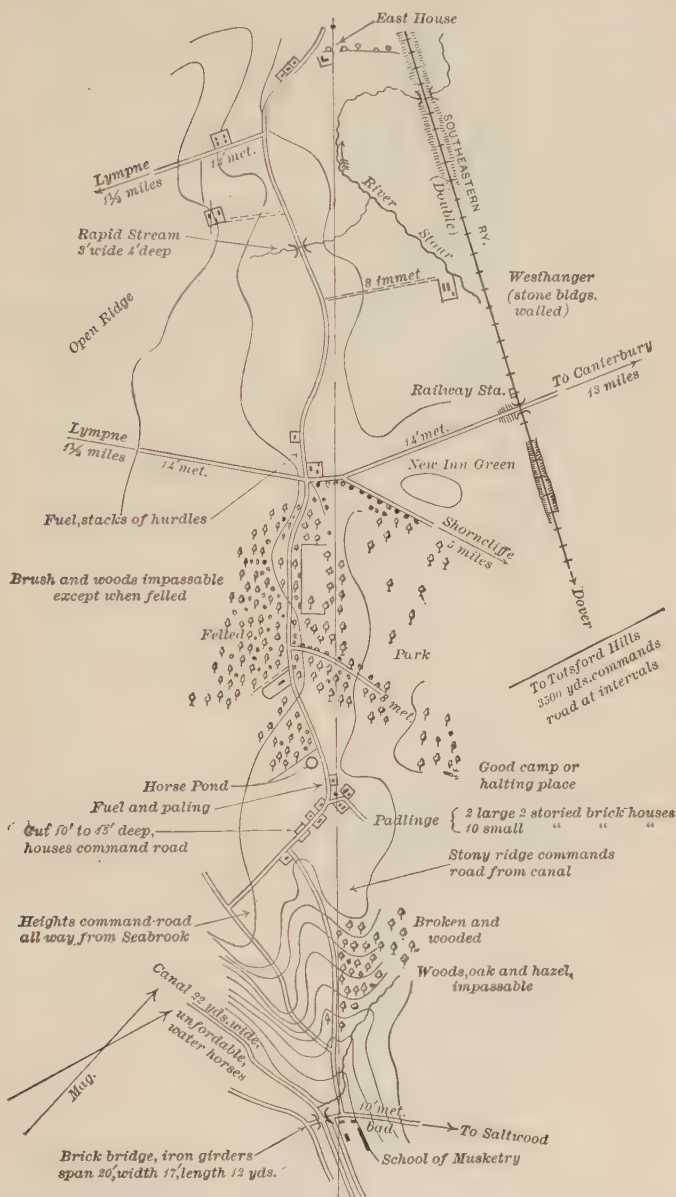 East House
SOUTHEASTERN RY.
(Double)
Lympne
1½ miles
14' met.
River
Stour
Rapid Stream
3' wide 4' deep
8 f mmet
Westhanger
(stone bldgs.
walled)
Open Ridge
Railway Sta.
To Canterbury
13 miles
Lympne
1¾ miles
14' met.
14' met.
New Inn Green
Fuel, stacks of hurdles
Shorncliffe
5 miles
Brush and woods impassable
except when felled
Dover
Felled
Park
To Totsford Hills
3500 yds. commands
road at intervals
8 met.
Good camp or
halting place
Horse Pond
Fuel and paling
Padlinge { 2 large 2 storied brick houses
10 small " " "
Cut 10' to 15' deep,
houses command road
Stony ridge commands
road from canal
Heights command road
all way from Seabrook
Broken and
wooded
Woods, oak and hazel,
impassable
Canal 22 yds. wide,
unfordable,
water horses
Mag.
10' met.
bad
To Saltwood
School of Musketry
Brick bridge, iron girders
span 20', width 17', length 12 yds.